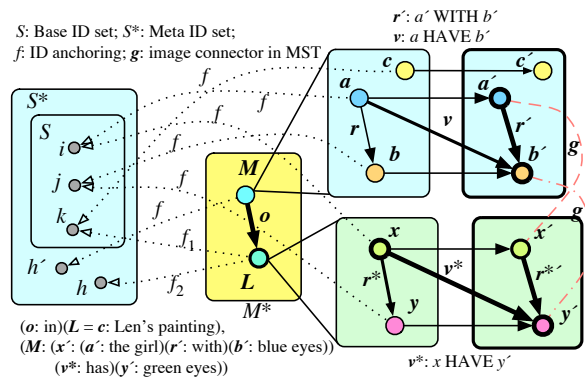 S: Base ID set; S*: Meta ID set;
f: ID anchoring; g: image connector in MST
r´: a´ WITH b´
v: a HAVE b´
S*
S
i
j
k
h´
h
f
f
f
f
f
f
f₁
f₂
M
o
L
M*
c
a
r
b
v
c´
a´
r´
b´
g
x
r*
y
v*
x´
r*´
y´
g
(o: in)(L = c: Len's painting),
(M: (x´: (a´: the girl)(r´: with)(b´: blue eyes))
(v*: has)(y´: green eyes))
v*: x HAVE y´